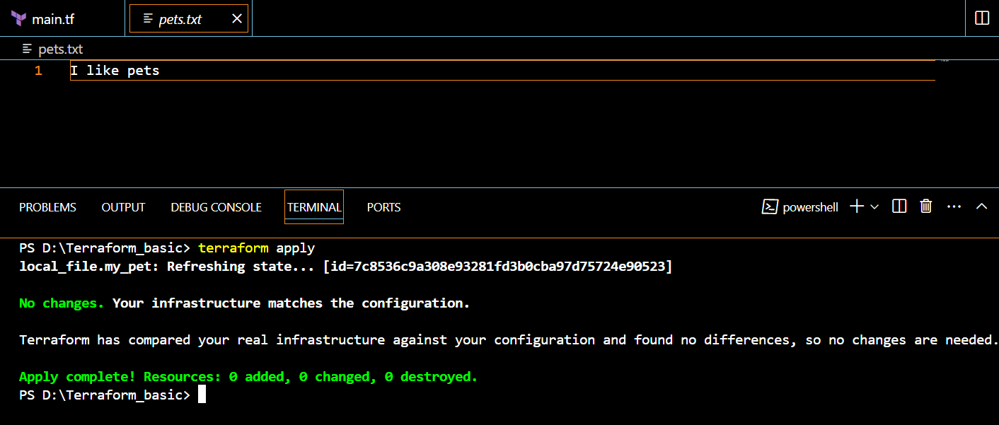 main.tf
pets.txt
pets.txt
1 I like pets
PROBLEMS OUTPUT DEBUG CONSOLE TERMINAL PORTS powershell
PS D:\Terraform_basic> terraform apply
local_file.my_pet: Refreshing state... [id=7c8536c9a308e93281fd3b0cba97d75724e90523]
No changes. Your infrastructure matches the configuration.
Terraform has compared your real infrastructure against your configuration and found no differences, so no changes are needed.
Apply complete! Resources: 0 added, 0 changed, 0 destroyed.
PS D:\Terraform_basic>